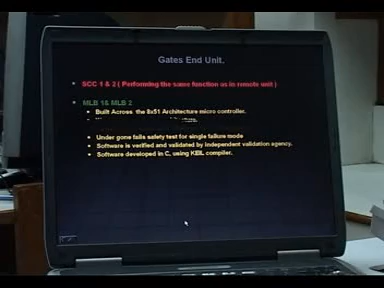 Gates End Unit.
SCC 1 & 2 ( Performing the same function as in remote unit )
MLB 1& MLB 2
Built Across the 8x51 Architecture micro controller.
Under gone fails safety test for single failure mode
Software is verified and validated by independent validation agency.
Software developed in C, using KEIL compiler.